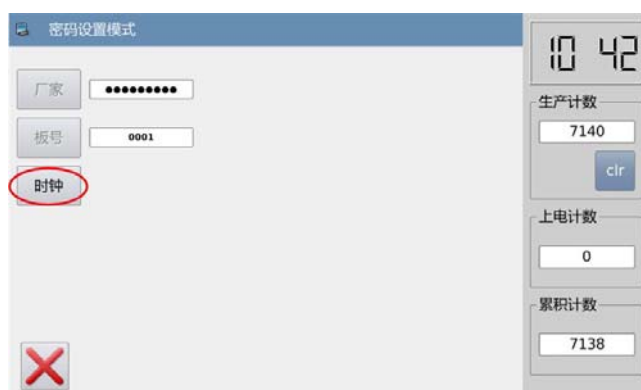 密码设置模式
厂家 ●●●●●●●●●
板号 0001
时钟
10 42
生产计数
7140
clr
上电计数
0
累积计数
7138